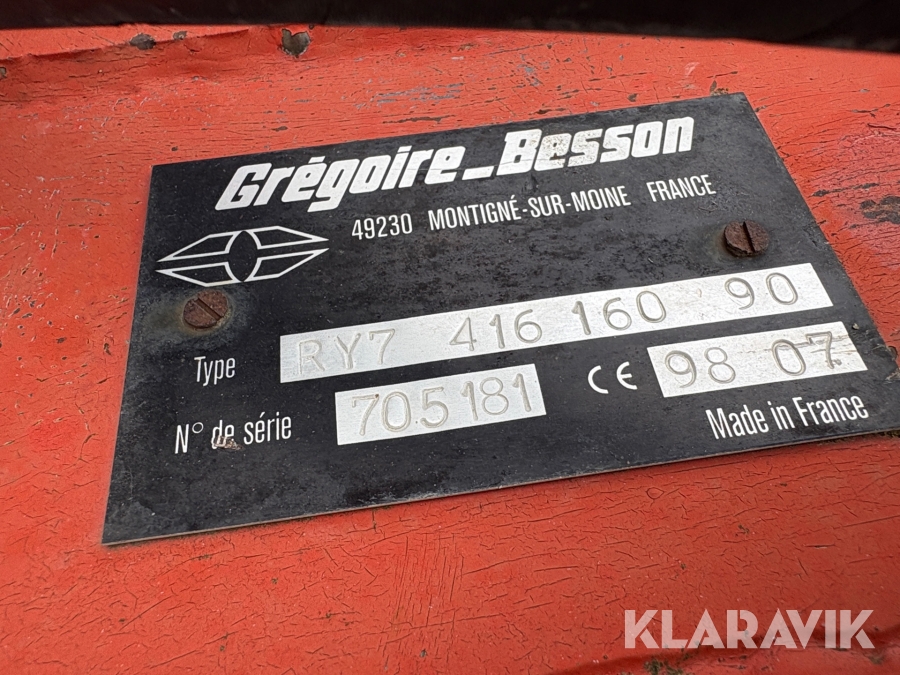 Grégoire_Besson
49230 MONTIGNÉ-SUR-MOINE FRANCE
Type RY7 416 160 90
N° de série 705181 CE 98 07
Made in France
KLARAVIK